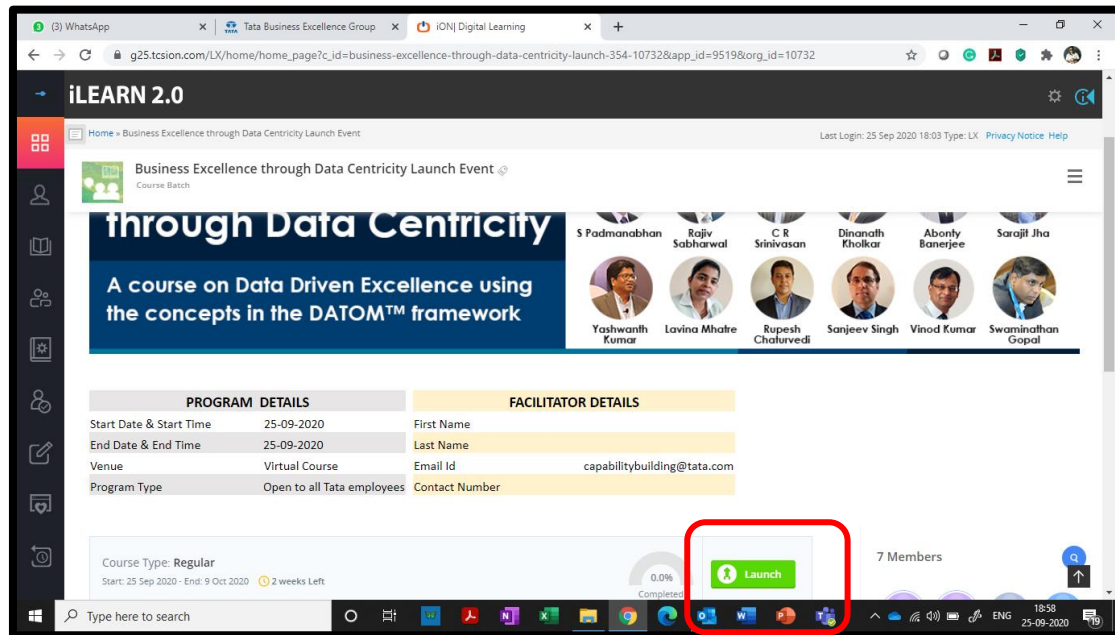 (3) WhatsApp
Tata Business Excellence Group
iON| Digital Learning
g25.tcsion.com/LX/home/home_page?c_id=business-excellence-through-data-centricity-launch-354-10732&app_id=9519&org_id=10732
iLEARN 2.0
Home » Business Excellence through Data Centricity Launch Event
Last Login: 25 Sep 2020 18:03 Type: LX Privacy Notice Help
Business Excellence through Data Centricity Launch Event
Course Batch
through Data Centricity
S Padmanabhan
Rajiv Sabharwal
C R Srinivasan
Dinanath Kholkar
Abonty Banerjee
Sarajit Jha
A course on Data Driven Excellence using
the concepts in the DATOM™ framework
Yashwanth Kumar
Lavina Mhatre
Rupesh Chaturvedi
Sanjeev Singh
Vinod Kumar
Swaminathan Gopal
PROGRAM DETAILS
FACILITATOR DETAILS
Start Date & Start Time 25-09-2020 First Name
End Date & End Time 25-09-2020 Last Name
Venue Virtual Course Email Id capabilitybuilding@tata.com
Program Type Open to all Tata employees Contact Number
Course Type: Regular
Start: 25 Sep 2020 - End: 9 Oct 2020 2 weeks Left
0.0%
Completed
Launch
7 Members
Type here to search
ENG
18:58
25-09-2020
19